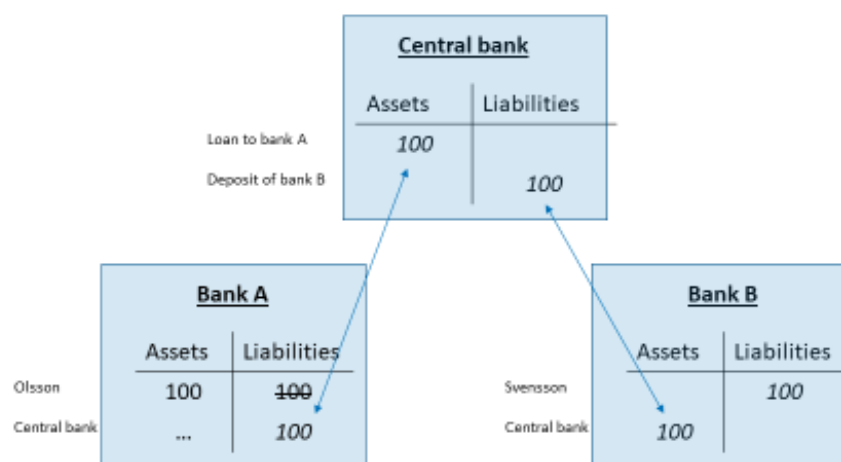 Central bank
Assets Liabilities
Loan to bank A 100
Deposit of bank B 100
Bank A
Assets Liabilities
Olsson 100 100
Central bank ... 100
Bank B
Assets Liabilities
Svensson 100
Central bank 100